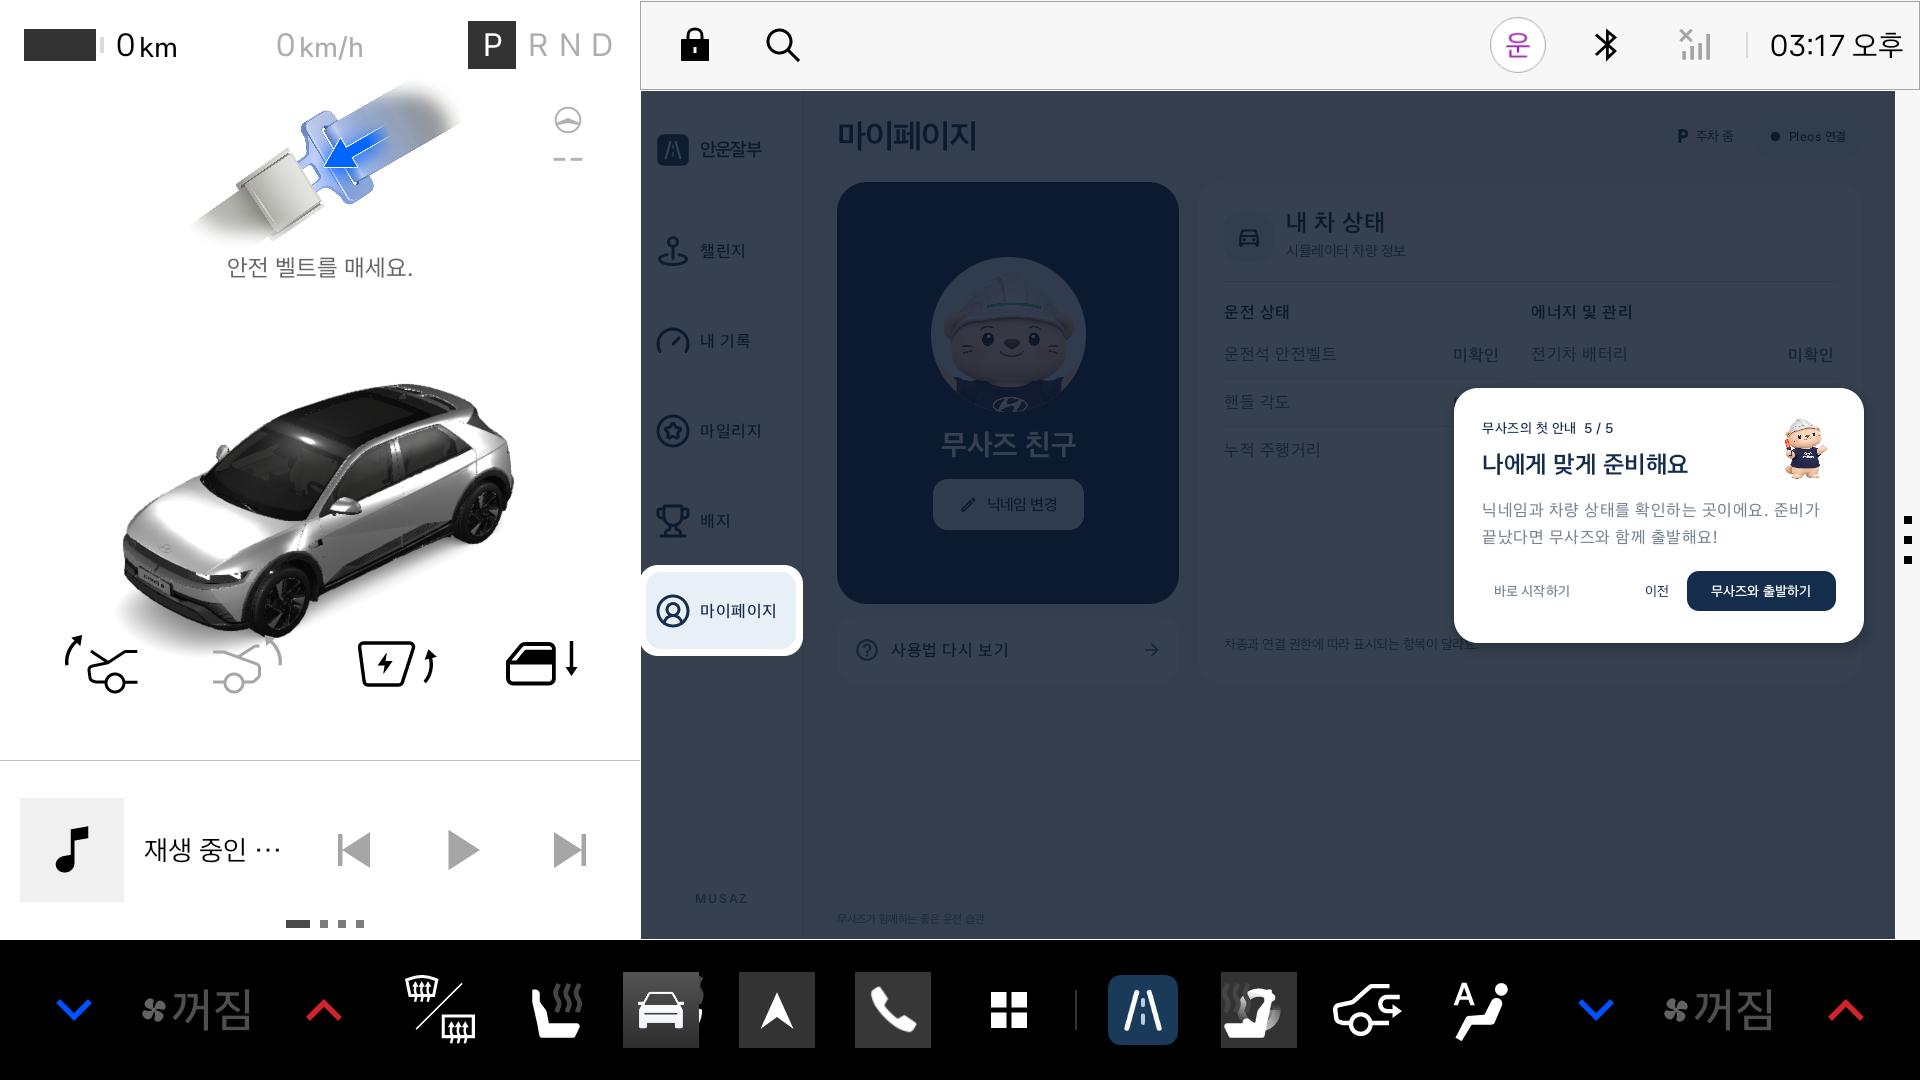 0 km
0 km/h
P R N D
안전 벨트를 매세요.
재생 중인 ···
운
03:17 오후
안운잘부
챌린지
내 기록
마일리지
배지
마이페이지
MUSAZ
마이페이지
P 주차 중
Pleos 연결
무사즈 친구
닉네임 변경
사용법 다시 보기
내 차 상태
시뮬레이터 차량 정보
운전 상태
에너지 및 관리
운전석 안전벨트 미확인
전기차 배터리 미확인
핸들 각도
누적 주행거리
차종과 연결 권한에 따라 표시되는 항목이 달라요.
무사즈의 첫 안내 5 / 5
나에게 맞게 준비해요
닉네임과 차량 상태를 확인하는 곳이에요. 준비가
끝났다면 무사즈와 함께 출발해요!
바로 시작하기
이전
무사즈와 출발하기
무사즈가 함께하는 좋은 운전 습관
꺼짐
A
꺼짐